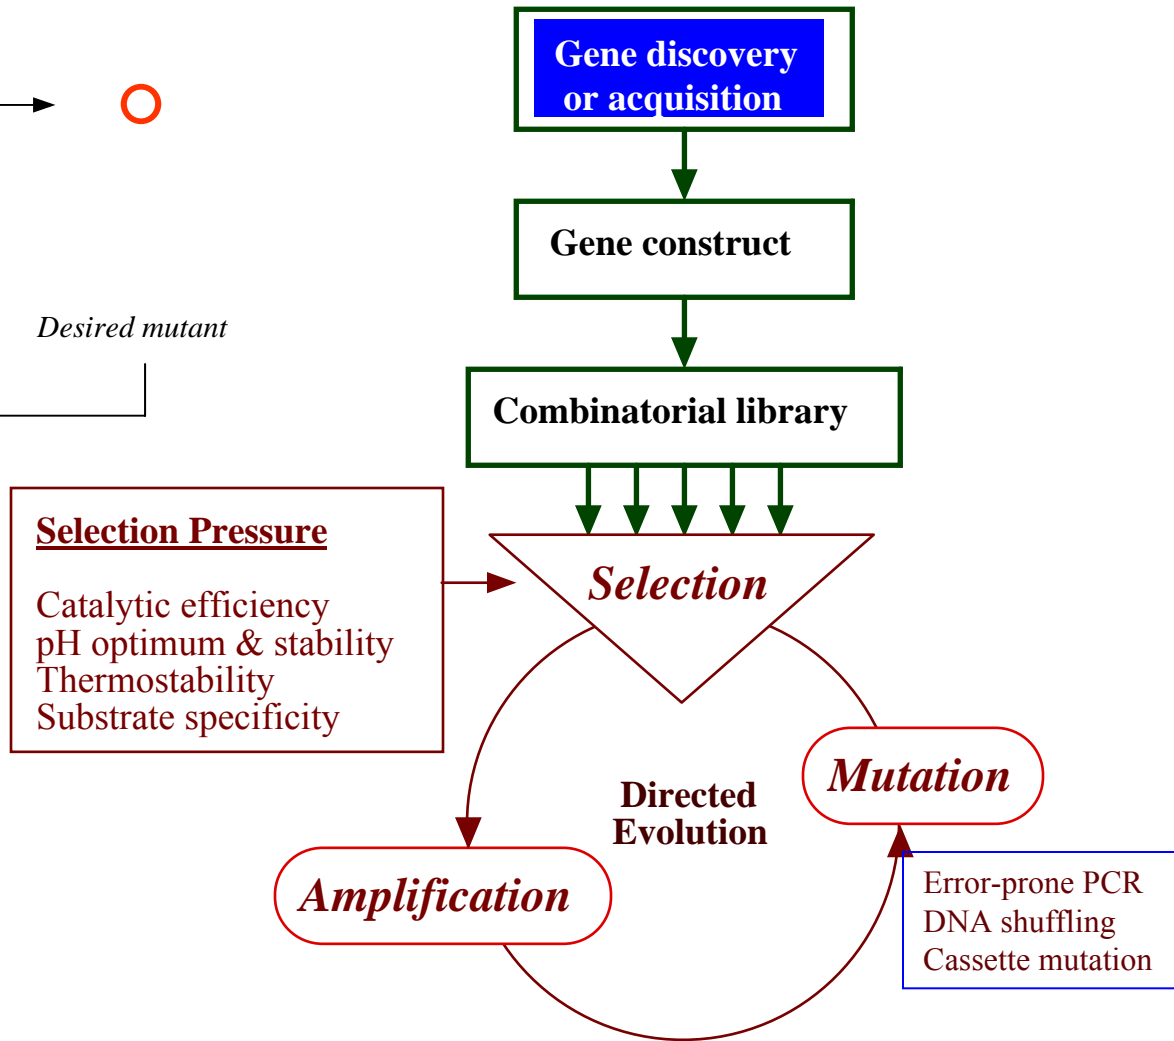 Gene discovery
or acquisition
Gene construct
Desired mutant
Combinatorial library
Selection Pressure
Catalytic efficiency
pH optimum & stability
Thermostability
Substrate specificity
Selection
Mutation
Directed
Evolution
Amplification
Error-prone PCR
DNA shuffling
Cassette mutation